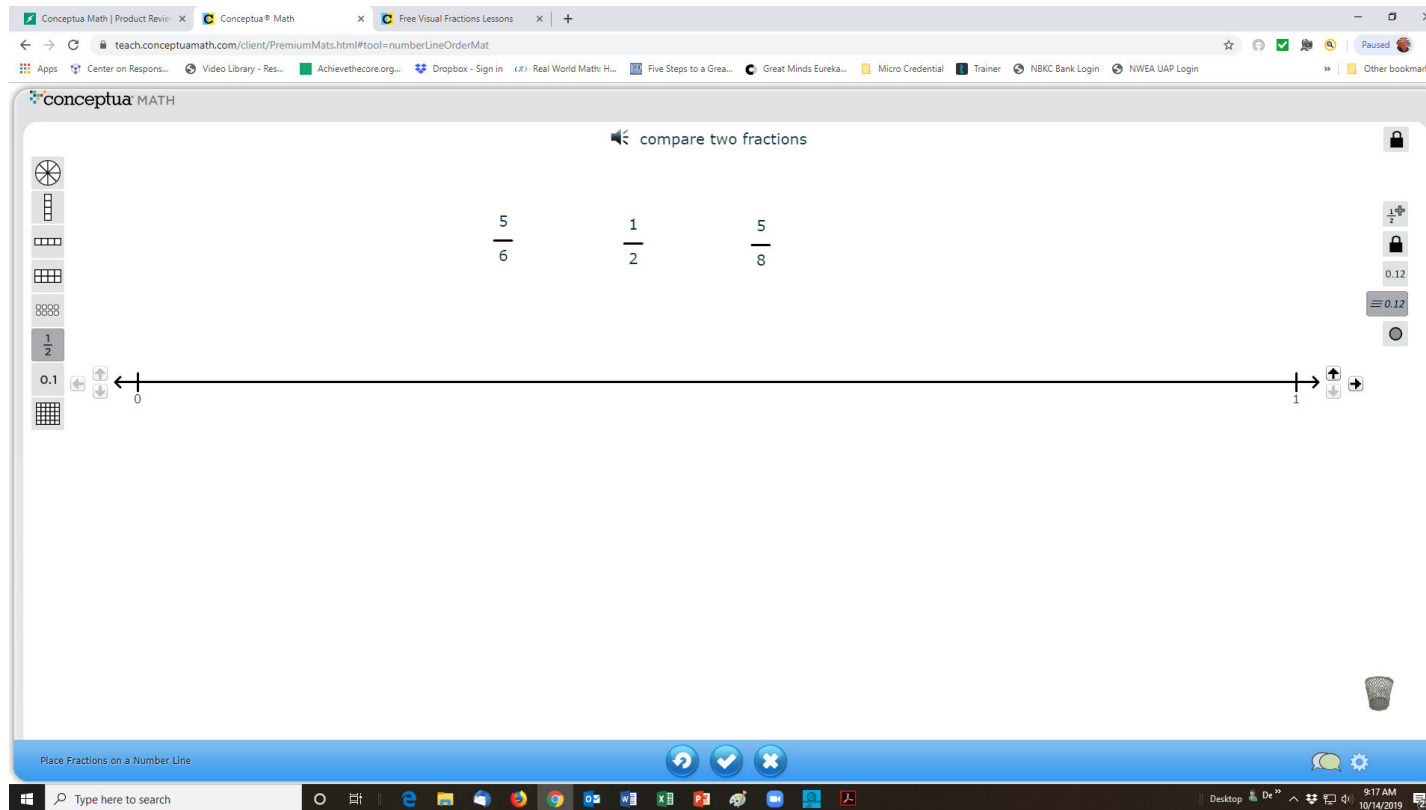 Conceptua Math | Product Revie
Conceptua® Math
Free Visual Fractions Lessons
teach.conceptuamath.com/client/PremiumMats.html#tool=numberLineOrderMat
Paused
Apps
Center on Respons...
Video Library - Res...
Achievethecore.org...
Dropbox - Sign in
Real World Math: H...
Five Steps to a Grea...
Great Minds Eureka...
Micro Credential
Trainer
NBKC Bank Login
NWEA UAP Login
»
Other bookmar
conceptua MATH
compare two fractions
5
6
1
2
5
8
1
2
0.1
1
2
0.12
0.12
0
1
Place Fractions on a Number Line
Type here to search
Desktop
De »
9:17 AM
10/14/2019